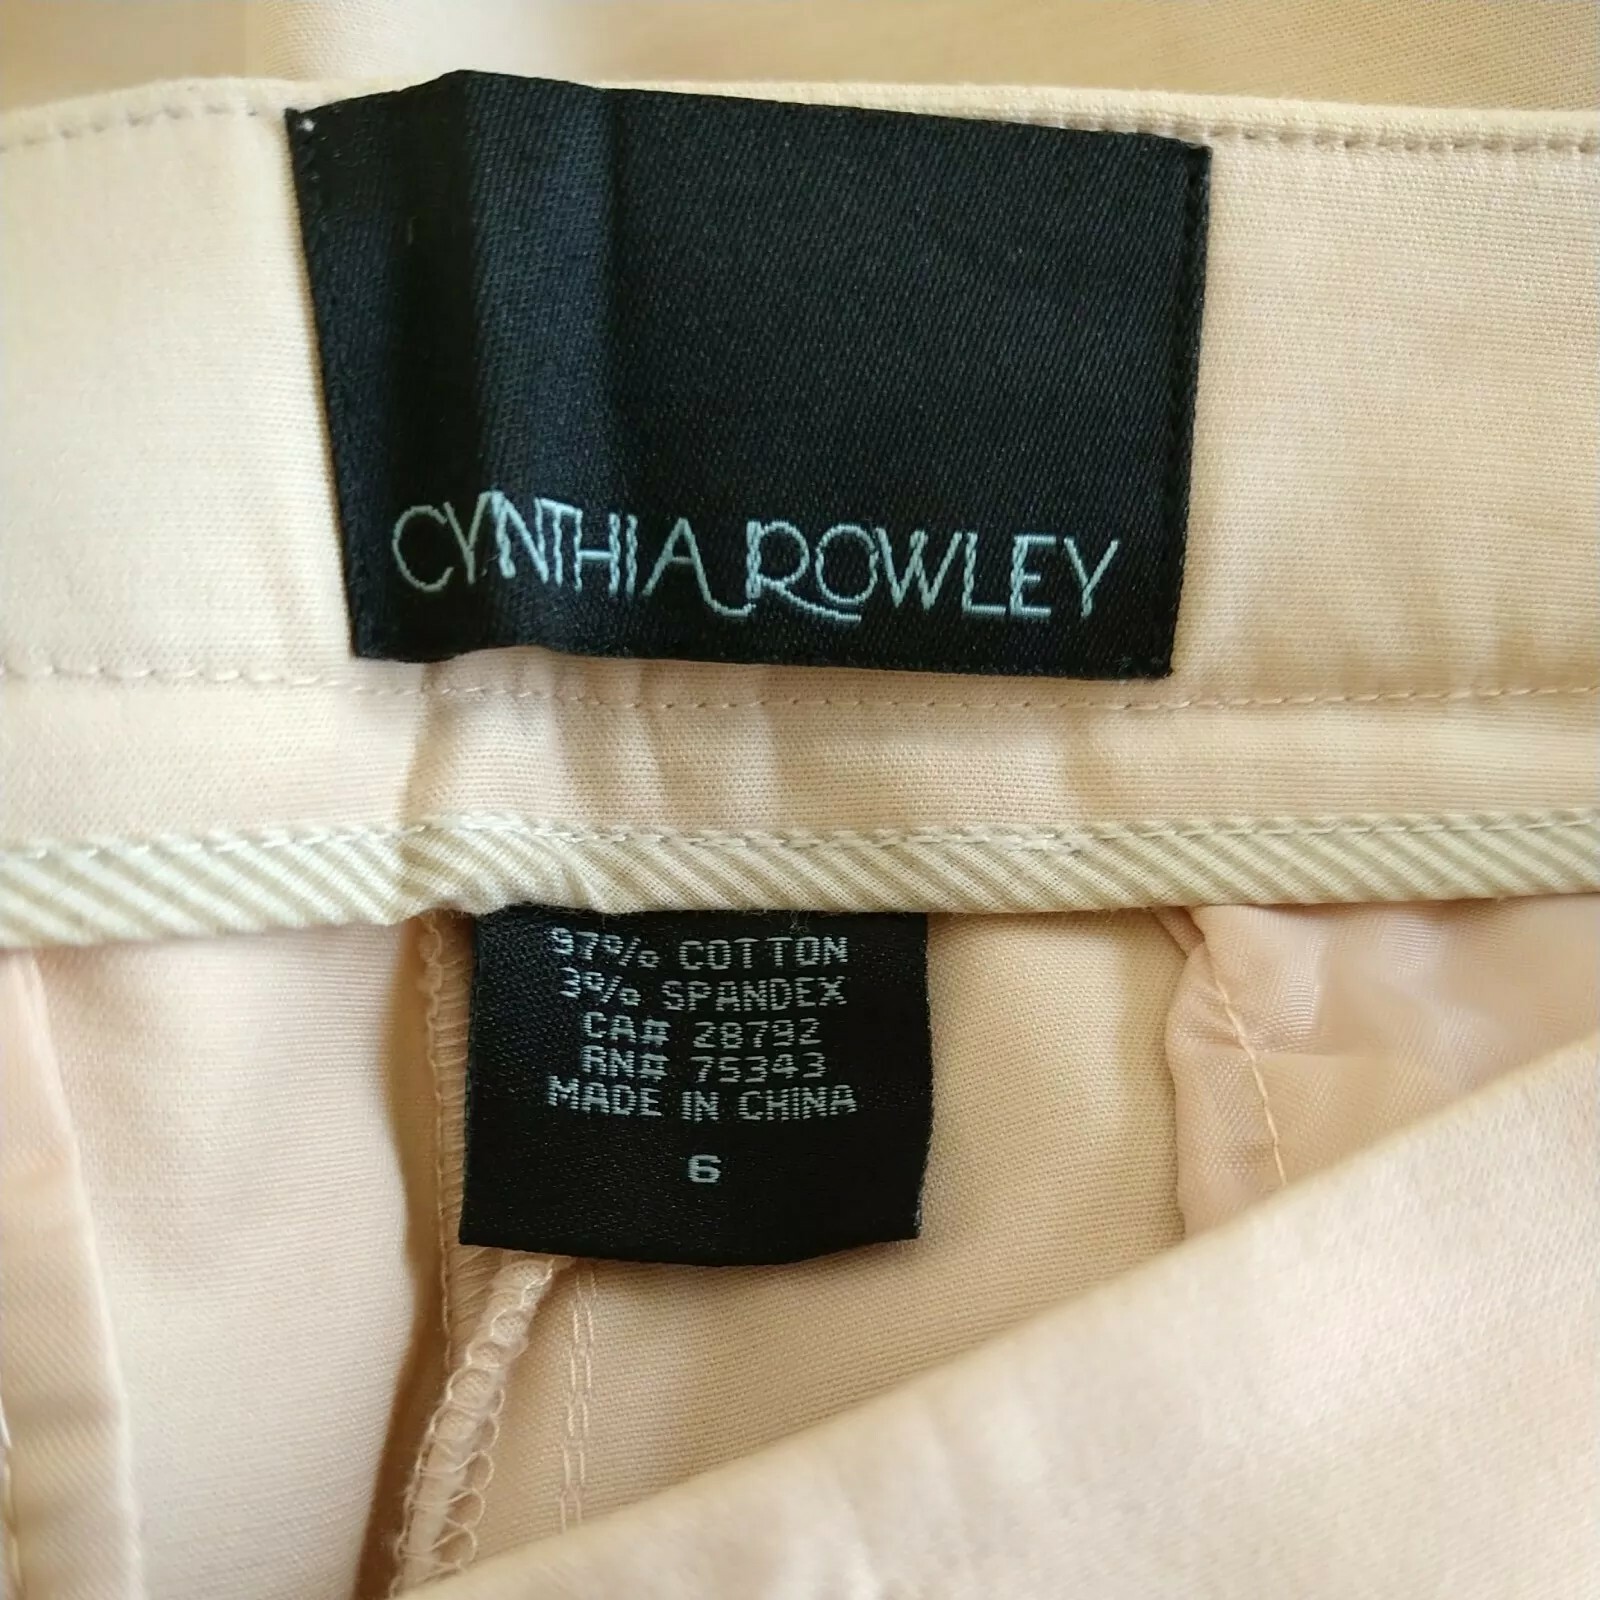 CYNTHIA ROWLEY
97% COTTON
3% SPANDEX
CA# 28792
RN# 75343
MADE IN CHINA
6